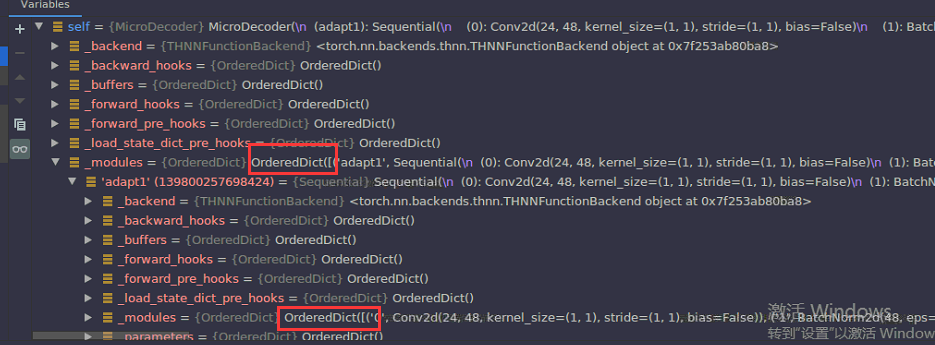 Variables
self = {MicroDecoder} MicroDecoder(\n (adapt1): Sequential(\n (0): Conv2d(24, 48, kernel_size=(1, 1), stride=(1, 1), bias=False)\n (1): BatchNorm2
_backend = {THNNFunctionBackend} <torch.nn.backends.thnn.THNNFunctionBackend object at 0x7f253ab80ba8>
_backward_hooks = {OrderedDict} OrderedDict()
_buffers = {OrderedDict} OrderedDict()
_forward_hooks = {OrderedDict} OrderedDict()
_forward_pre_hooks = {OrderedDict} OrderedDict()
_load_state_dict_pre_hooks = {OrderedDict} OrderedDict()
_modules = {OrderedDict} OrderedDict([('adapt1', Sequential(\n (0): Conv2d(24, 48, kernel_size=(1, 1), stride=(1, 1), bias=False)\n (1): Batc
'adapt1' (139800257698424) = {Sequential} Sequential(\n (0): Conv2d(24, 48, kernel_size=(1, 1), stride=(1, 1), bias=False)\n (1): BatchNo
_backend = {THNNFunctionBackend} <torch.nn.backends.thnn.THNNFunctionBackend object at 0x7f253ab80ba8>
_backward_hooks = {OrderedDict} OrderedDict()
_buffers = {OrderedDict} OrderedDict()
_forward_hooks = {OrderedDict} OrderedDict()
_forward_pre_hooks = {OrderedDict} OrderedDict()
_load_state_dict_pre_hooks = {OrderedDict} OrderedDict()
_modules = {OrderedDict} OrderedDict([('0', Conv2d(24, 48, kernel_size=(1, 1), stride=(1, 1), bias=False)), ('1', BatchNorm2d(48, eps=
_parameters = {OrderedDict} OrderedDict()
激活 Windows
转到"设置"以激活 Window